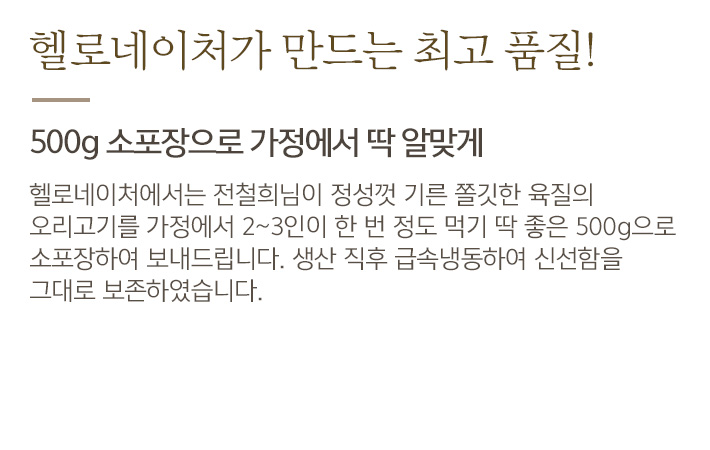 헬로네이처가 만드는 최고 품질!
500g 소포장으로 가정에서 딱 알맞게
헬로네이처에서는 전철희님이 정성껏 기른 쫄깃한 육질의
오리고기를 가정에서 2~3인이 한 번 정도 먹기 딱 좋은 500g으로
소포장하여 보내드립니다. 생산 직후 급속냉동하여 신선함을
그대로 보존하였습니다.